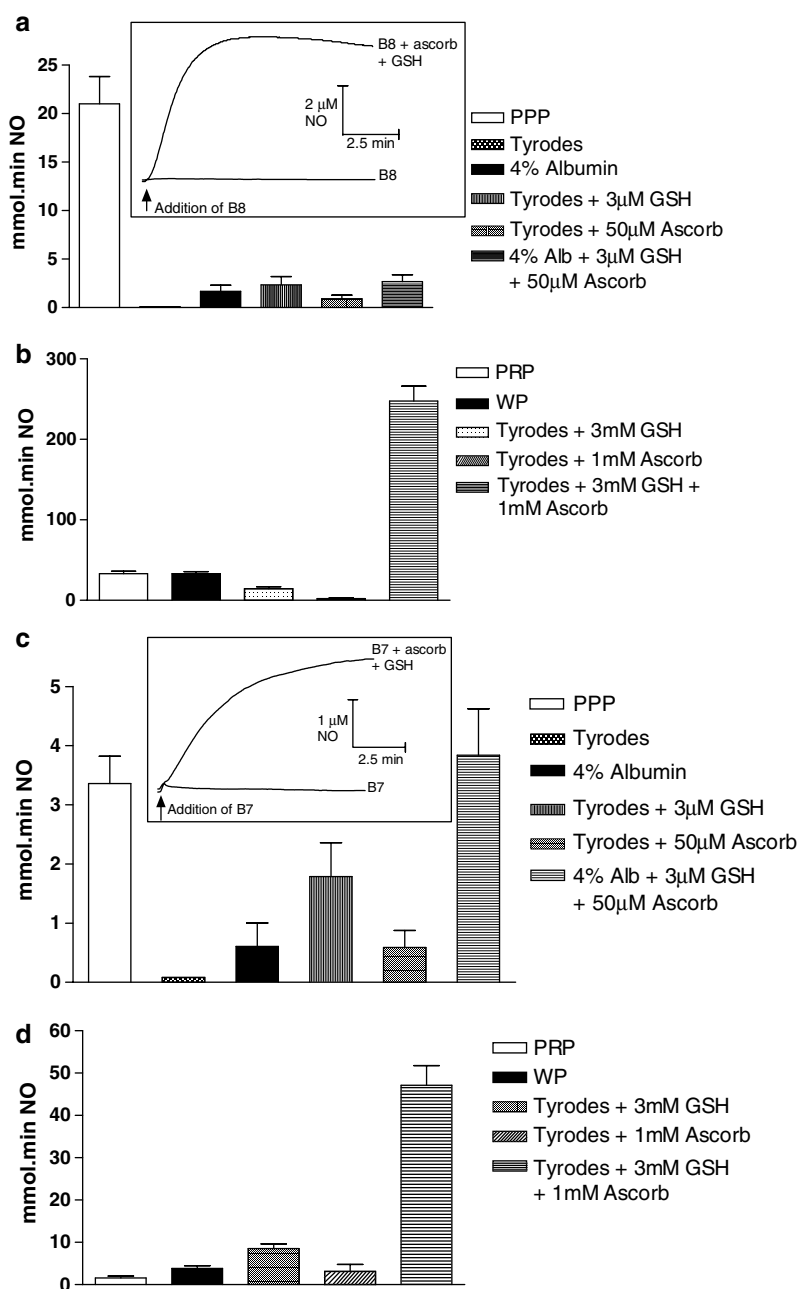 a
mmol.min NO
25
20
15
10
5
0
B8 + ascorb
+ GSH
2 μM
NO
2.5 min
B8
Addition of B8
PPP
Tyrodes
4% Albumin
Tyrodes + 3μM GSH
Tyrodes + 50μM Ascorb
4% Alb + 3μM GSH
+ 50μM Ascorb
b
mmol.min NO
300
200
100
0
PRP
WP
Tyrodes + 3mM GSH
Tyrodes + 1mM Ascorb
Tyrodes + 3mM GSH +
1mM Ascorb
c
mmol.min NO
5
4
3
2
1
0
B7 + ascorb
+ GSH
1 μM
NO
2.5 min
B7
Addition of B7
PPP
Tyrodes
4% Albumin
Tyrodes + 3μM GSH
Tyrodes + 50μM Ascorb
4% Alb + 3μM GSH
+ 50μM Ascorb
d
mmol.min NO
60
50
40
30
20
10
0
PRP
WP
Tyrodes + 3mM GSH
Tyrodes + 1mM Ascorb
Tyrodes + 3mM GSH
+ 1mM Ascorb